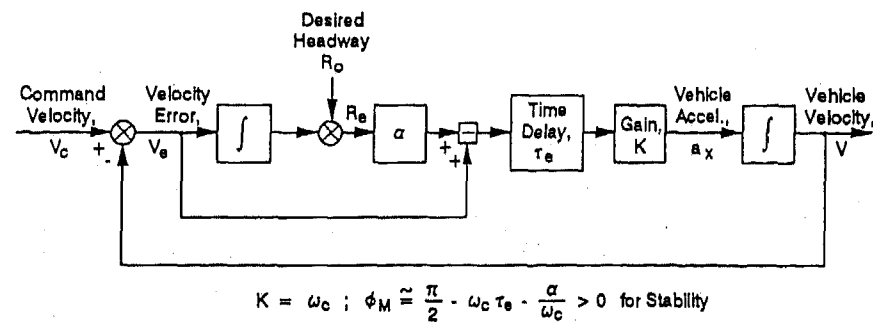 Desired
Headway
R₀
Command
Velocity,
V_c
+
-
Velocity
Error,
V_e
∫
R_e
α
+
+
-
Time
Delay,
τ_e
Gain,
K
Vehicle
Accel.,
a_x
∫
Vehicle
Velocity,
V
K = ω_c ; φ_M ≅ π/2 - ω_c τ_e - α/ω_c > 0 for Stability